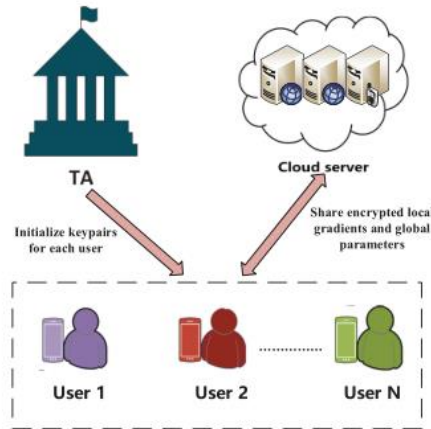 TA
Cloud server
Initialize keypairs
for each user
Share encrypted local
gradients and global
parameters
User 1
User 2
User N